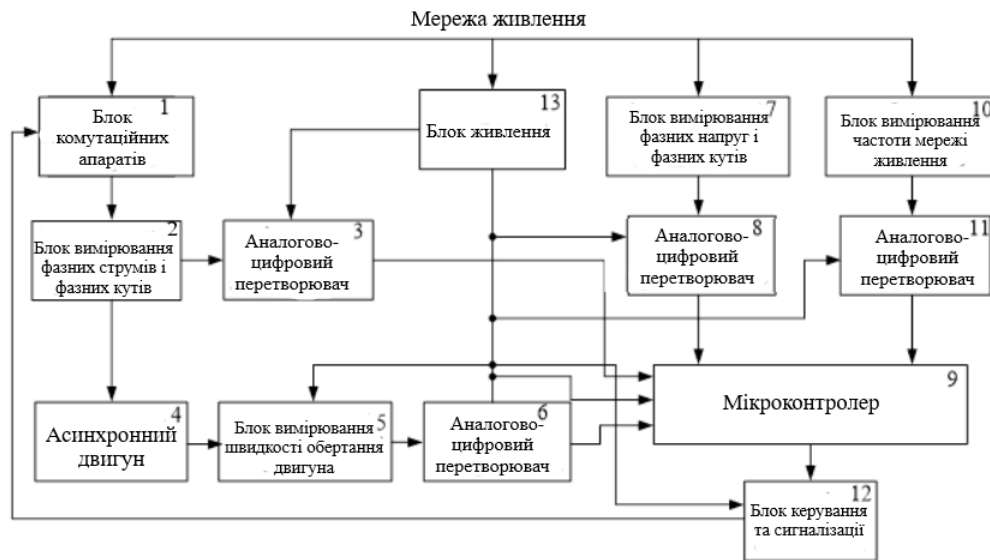 Мережа живлення
1
Блок
комутаційних
апаратів
13
Блок живлення
7
Блок вимірювання
фазних напруг і
фазних кутів
10
Блок вимірювання
частоти мережі
живлення
2
Блок вимірювання
фазних струмів і
фазних кутів
3
Аналогово-
цифровий
перетворювач
8
Аналогово-
цифровий
перетворювач
11
Аналогово-
цифровий
перетворювач
4
Асинхронний
двигун
5
Блок вимірювання
швидкості обертання
двигуна
6
Аналогово-
цифровий
перетворювач
9
Мікроконтролер
12
Блок керування
та сигналізації